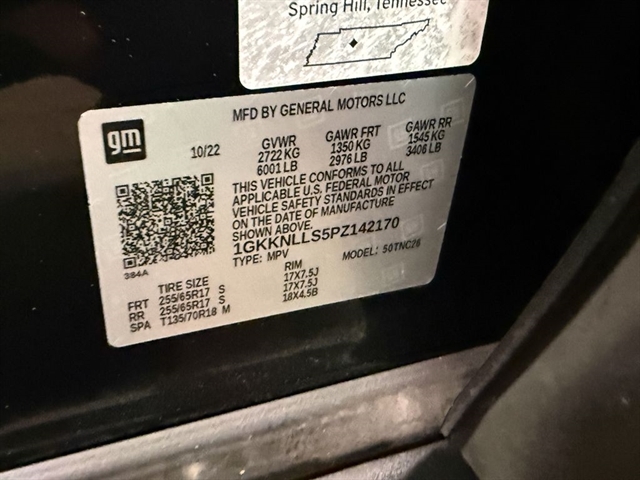 Spring Hill, Tennessee
MFD BY GENERAL MOTORS LLC
gm
10/22
GVWR GAWR FRT GAWR RR
2722 KG 1350 KG 1545 KG
6001 LB 2976 LB 3406 LB
THIS VEHICLE CONFORMS TO ALL
APPLICABLE U.S. FEDERAL MOTOR
VEHICLE SAFETY STANDARDS IN EFFECT
ON THE DATE OF MANUFACTURE
SHOWN ABOVE
1GKKNLLS5PZ142170
TYPE: MPV MODEL: 50TNC26
384A
TIRE SIZE RIM
FRT 255/65R17 S 17X7.5J
RR 255/65R17 S 17X7.5J
SPA T135/70R18 M 18X4.5B